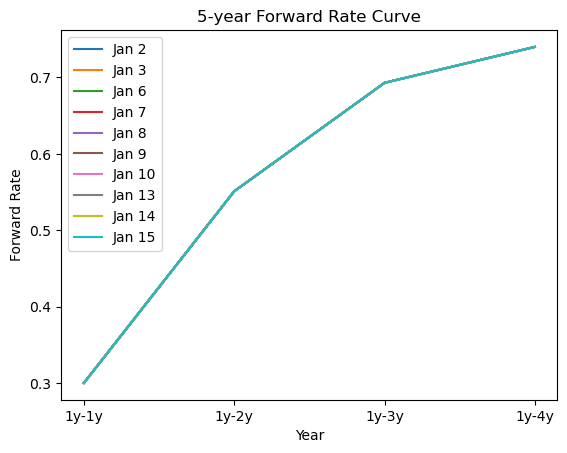 5-year Forward Rate Curve
Jan 2
Jan 3
Jan 6
Jan 7
Jan 8
Jan 9
Jan 10
Jan 13
Jan 14
Jan 15
Forward Rate
0.7
0.6
0.5
0.4
0.3
1y-1y 1y-2y 1y-3y 1y-4y
Year